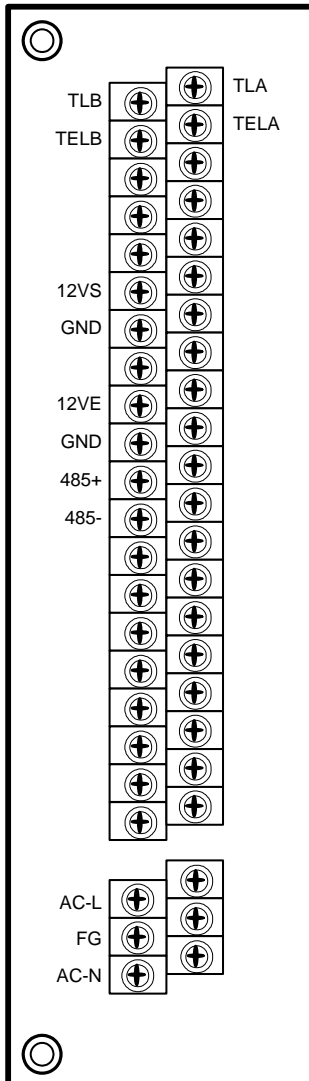 TLB TLA
TELB TELA
12VS
GND
12VE
GND
485+
485-
AC-L
FG
AC-N